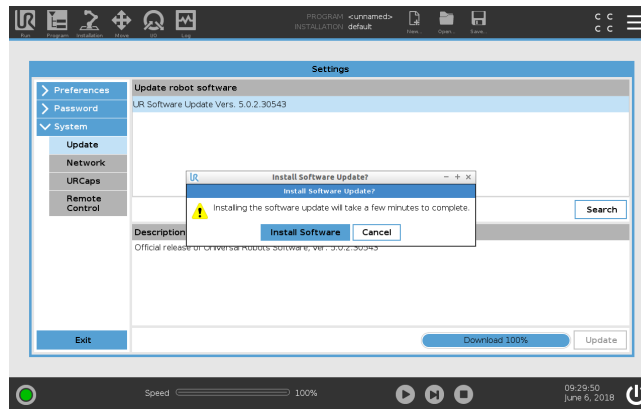 UR
PROGRAM <unnamed>
INSTALLATION default
Run Program Installation Move I/O Log New... Open... Save...
C C
C C
Settings
Preferences
Password
System
Update
Network
URCaps
Remote
Control
Exit
Update robot software
UR Software Update Vers. 5.0.2.30543
Search
UR Install Software Update? - + ×
Install Software Update?
Installing the software update will take a few minutes to complete.
Install Software Cancel
Description
Official release of Universal Robots Software, ver. 5.0.2.30543
Download 100% Update
Speed 100%
09:29:50
June 6, 2018